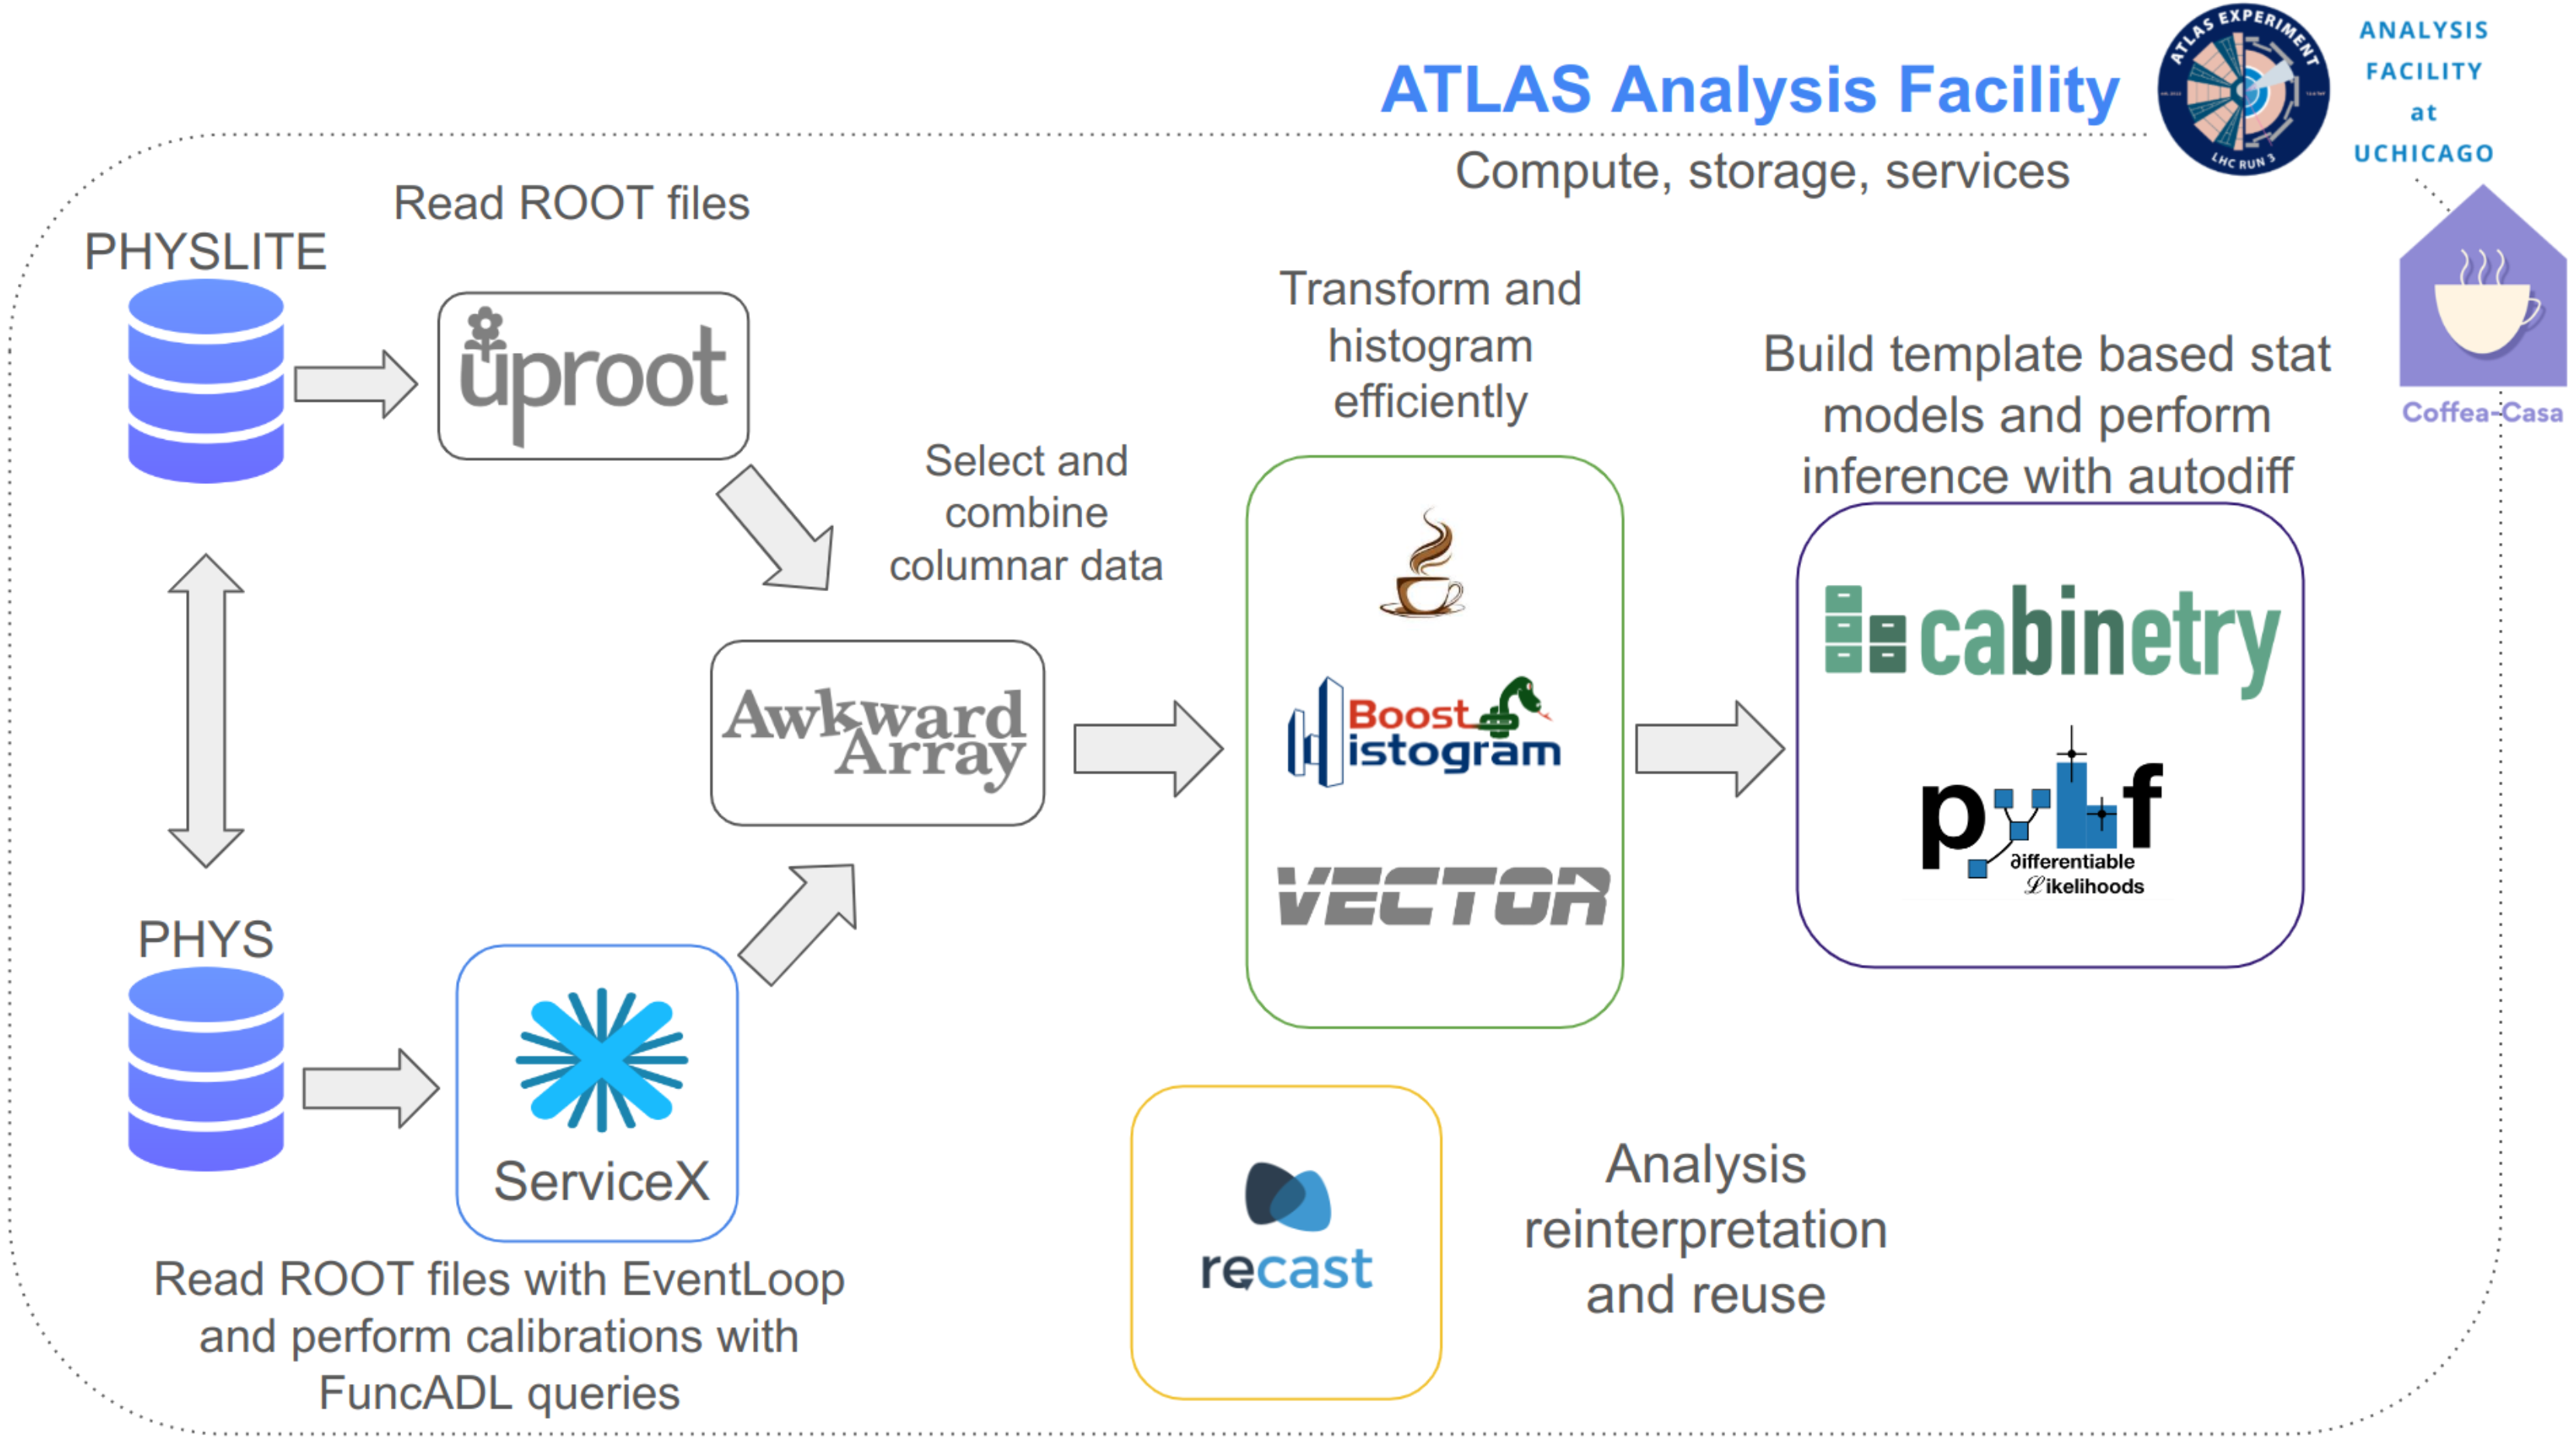 ATLAS Analysis Facility
ATLAS EXPERIMENT
LHC RUN 3
ANALYSIS
FACILITY
at
UCHICAGO
Compute, storage, services
Coffea-Casa
Read ROOT files
PHYSLITE
uproot
Select and
combine
columnar data
Awkward
Array
Transform and
histogram
efficiently
Boost
Histogram
VECTOR
Build template based stat
models and perform
inference with autodiff
cabinetry
pyhf
∂ifferentiable
ℒikelihoods
PHYS
ServiceX
Read ROOT files with EventLoop
and perform calibrations with
FuncADL queries
recast
Analysis
reinterpretation
and reuse